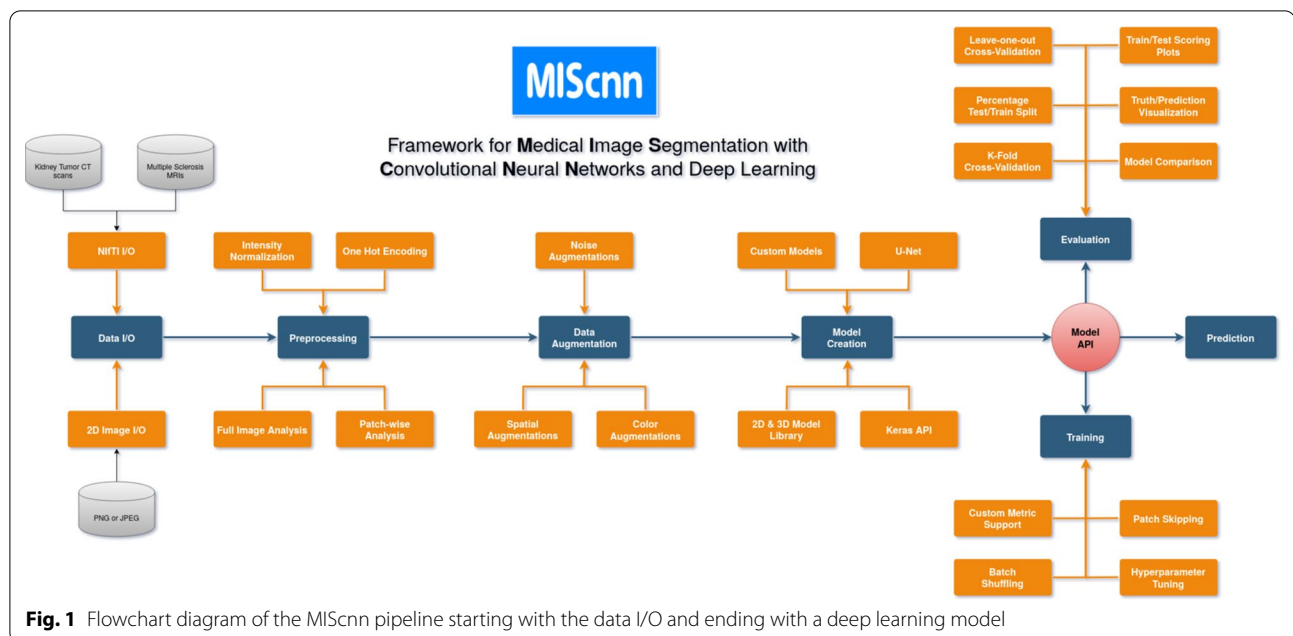 MIScnn
Framework for Medical Image Segmentation with
Convolutional Neural Networks and Deep Learning
Kidney Tumor CT
scans
Multiple Sclerosis
MRIs
NIfTI I/O
Data I/O
2D Image I/O
PNG or JPEG
Intensity
Normalization
One Hot Encoding
Preprocessing
Full Image Analysis
Patch-wise
Analysis
Noise
Augmentations
Data
Augmentation
Spatial
Augmentations
Color
Augmentations
Custom Models
U-Net
Model
Creation
2D & 3D Model
Library
Keras API
Leave-one-out
Cross-Validation
Train/Test Scoring
Plots
Percentage
Test/Train Split
Truth/Prediction
Visualization
K-Fold
Cross-Validation
Model Comparison
Evaluation
Model
API
Prediction
Training
Custom Metric
Support
Patch Skipping
Batch
Shuffling
Hyperparameter
Tuning
Fig. 1 Flowchart diagram of the MIScnn pipeline starting with the data I/O and ending with a deep learning model